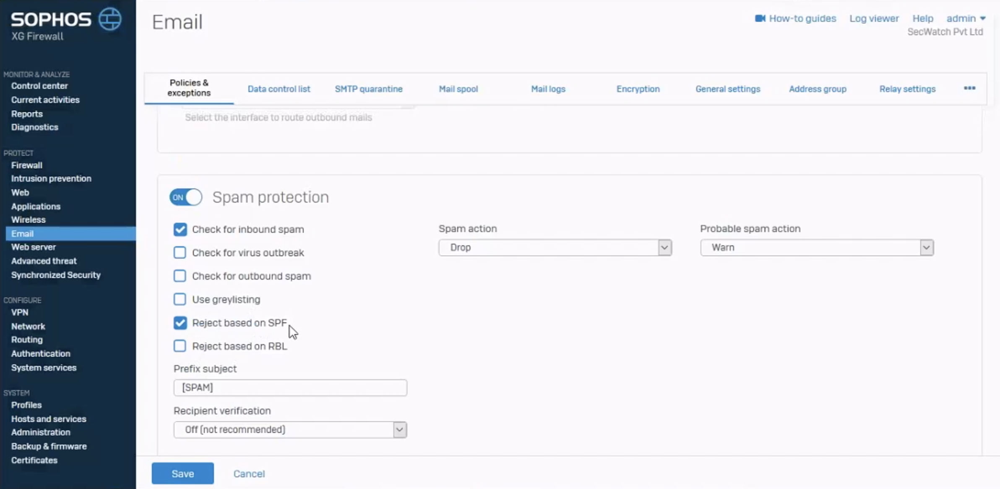 SOPHOS
XG Firewall
MONITOR & ANALYZE
Control center
Current activities
Reports
Diagnostics
PROTECT
Firewall
Intrusion prevention
Web
Applications
Wireless
Email
Web server
Advanced threat
Synchronized Security
CONFIGURE
VPN
Network
Routing
Authentication
System services
SYSTEM
Profiles
Hosts and services
Administration
Backup & firmware
Certificates
Email
How-to guides Log viewer Help admin
SecWatch Pvt Ltd
Policies &
exceptions
Data control list
SMTP quarantine
Mail spool
Mail logs
Encryption
General settings
Address group
Relay settings
Select the interface to route outbound mails
ON Spam protection
Check for inbound spam
Check for virus outbreak
Check for outbound spam
Use greylisting
Reject based on SPF
Reject based on RBL
Spam action
Drop
Probable spam action
Warn
Prefix subject
[SPAM]
Recipient verification
Off (not recommended)
Save Cancel